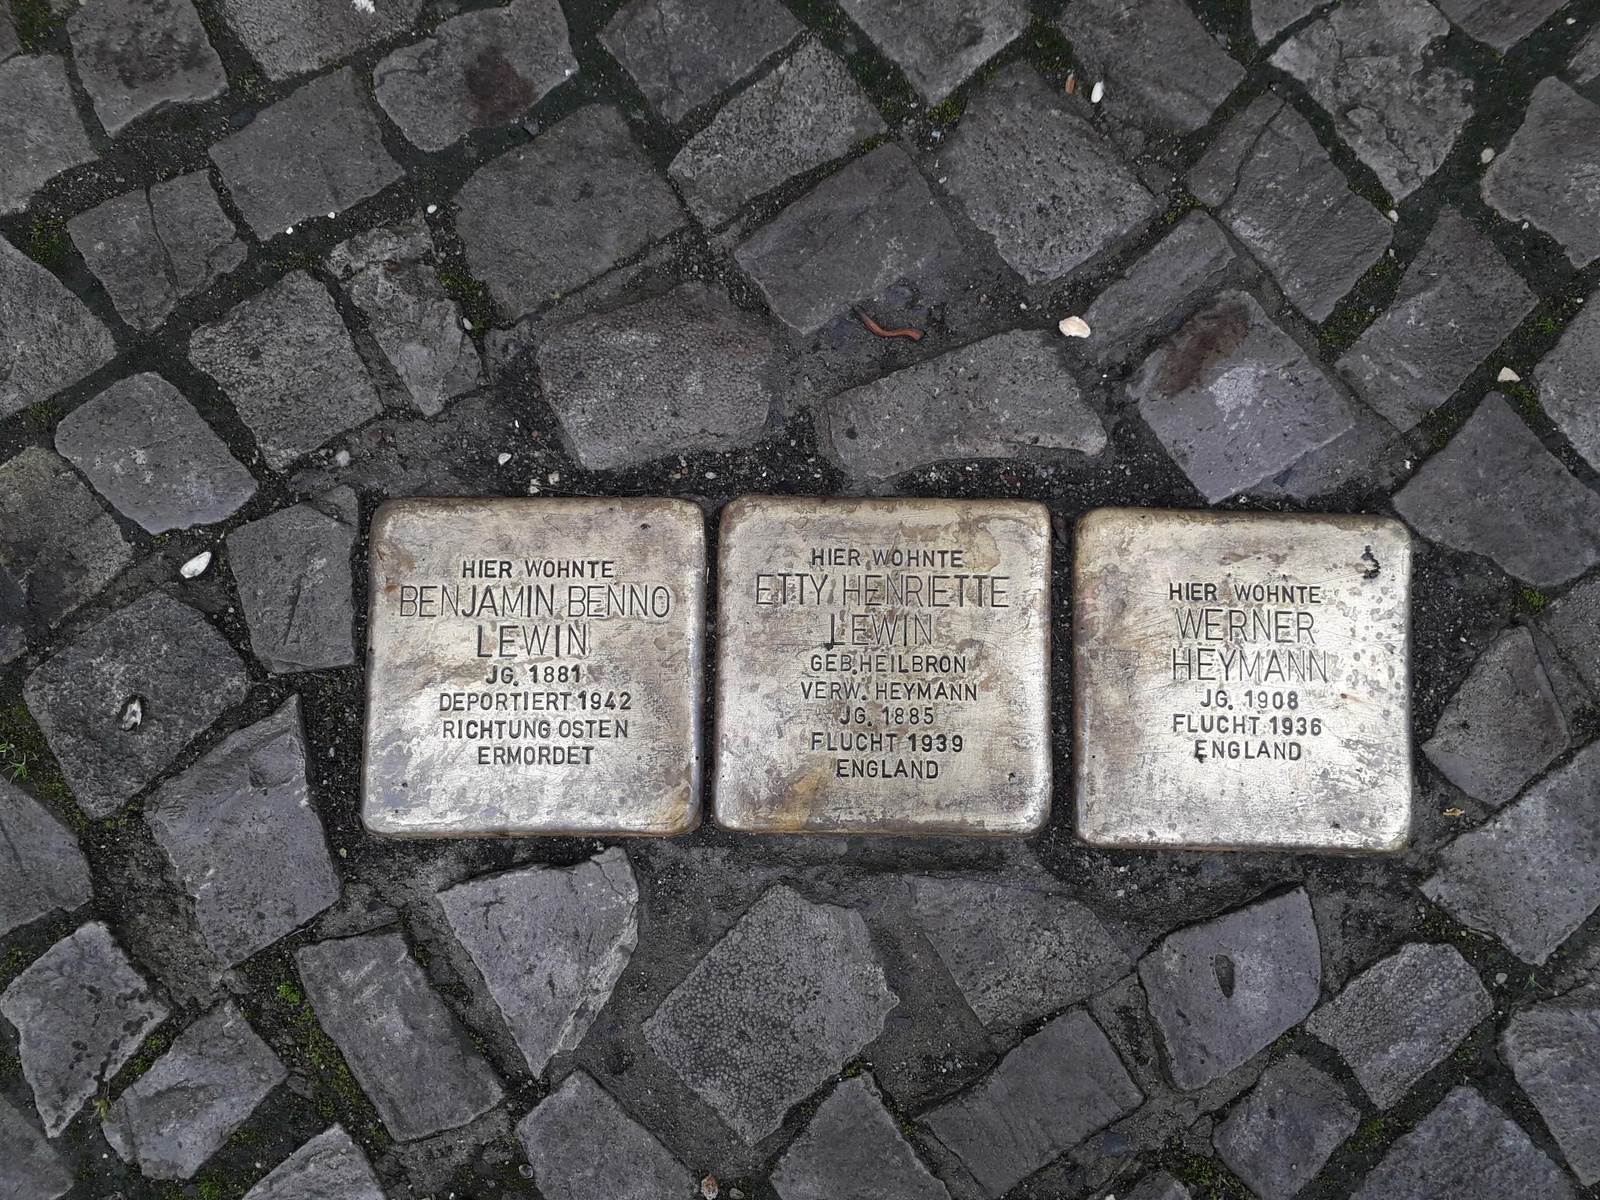 HIER WOHNTE
BENJAMIN BENNO
LEWIN
JG. 1881
DEPORTIERT 1942
RICHTUNG OSTEN
ERMORDET
HIER WOHNTE
ETTY HENRIETTE
LEWIN
GEB. HEILBRON
VERW. HEYMANN
JG. 1885
FLUCHT 1939
ENGLAND
HIER WOHNTE
WERNER
HEYMANN
JG. 1908
FLUCHT 1936
ENGLAND